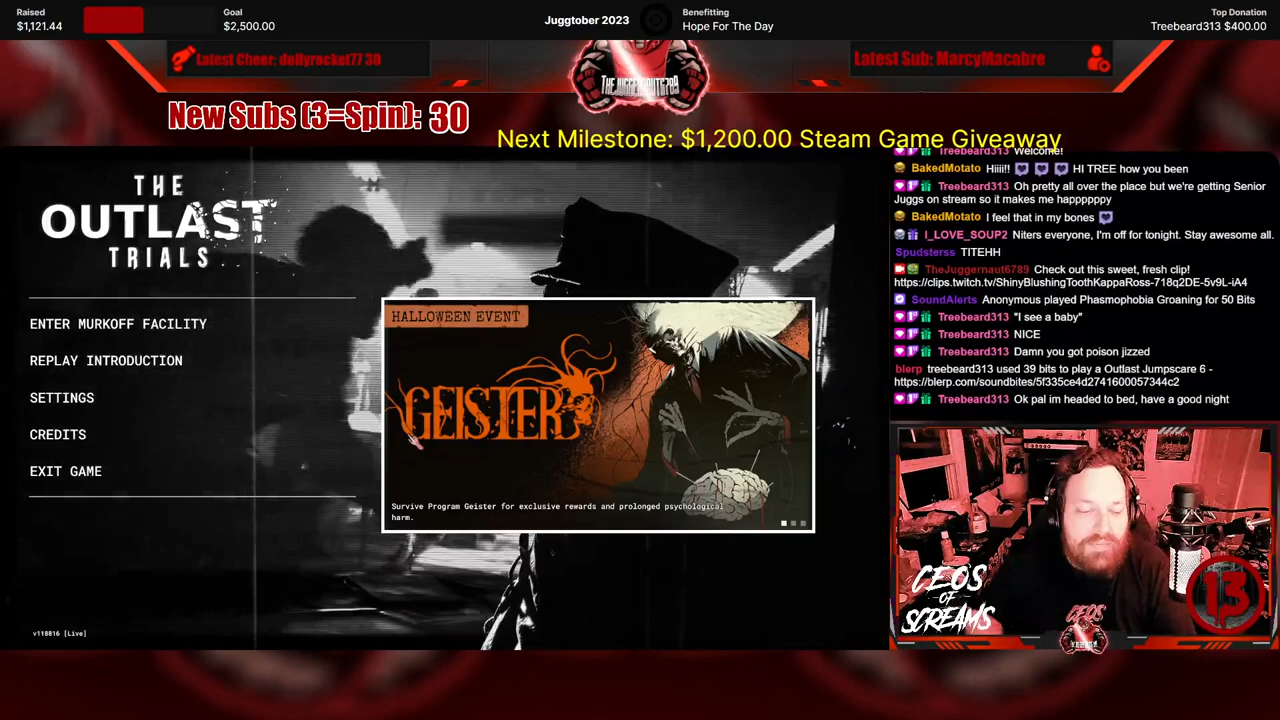 Raised
$1,121.44
Goal
$2,500.00
Juggtober 2023
Benefitting
Hope For The Day
Top Donation
Treebeard313 $400.00
Latest Cheer: dollyrocket77 30
THEJUGGERNAUT6789
Latest Sub: MarcyMacabre
New Subs (3=Spin): 30
Next Milestone: $1,200.00 Steam Game Giveaway
THE
OUTLAST
TRIALS
ENTER MURKOFF FACILITY
REPLAY INTRODUCTION
SETTINGS
CREDITS
EXIT GAME
v118816 [Live]
HALLOWEEN EVENT
GEISTER
Survive Program Geister for exclusive rewards and prolonged psychological
harm.
Treebeard313 Welcome!
BakedMotato Hiiii!! HI TREE how you been
Treebeard313 Oh pretty all over the place but we're getting Senior
Juggs on stream so it makes me happppppy
BakedMotato I feel that in my bones
I_LOVE_SOUP2 Niters everyone, I'm off for tonight. Stay awesome all.
Spudsterss TITEHH
TheJuggernaut6789 Check out this sweet, fresh clip!
https://clips.twitch.tv/ShinyBlushingToothKappaRoss-718q2DE-5v9L-iA4
SoundAlerts Anonymous played Phasmophobia Groaning for 50 Bits
Treebeard313 "I see a baby"
Treebeard313 NICE
Treebeard313 Damn you got poison jizzed
blerp treebeard313 used 39 bits to play a Outlast Jumpscare 6 -
https://blerp.com/soundbites/5f335ce4d2741600057344c2
Treebeard313 Ok pal im headed to bed, have a good night
CEOS
OF
SCREAMS
CEOS
13